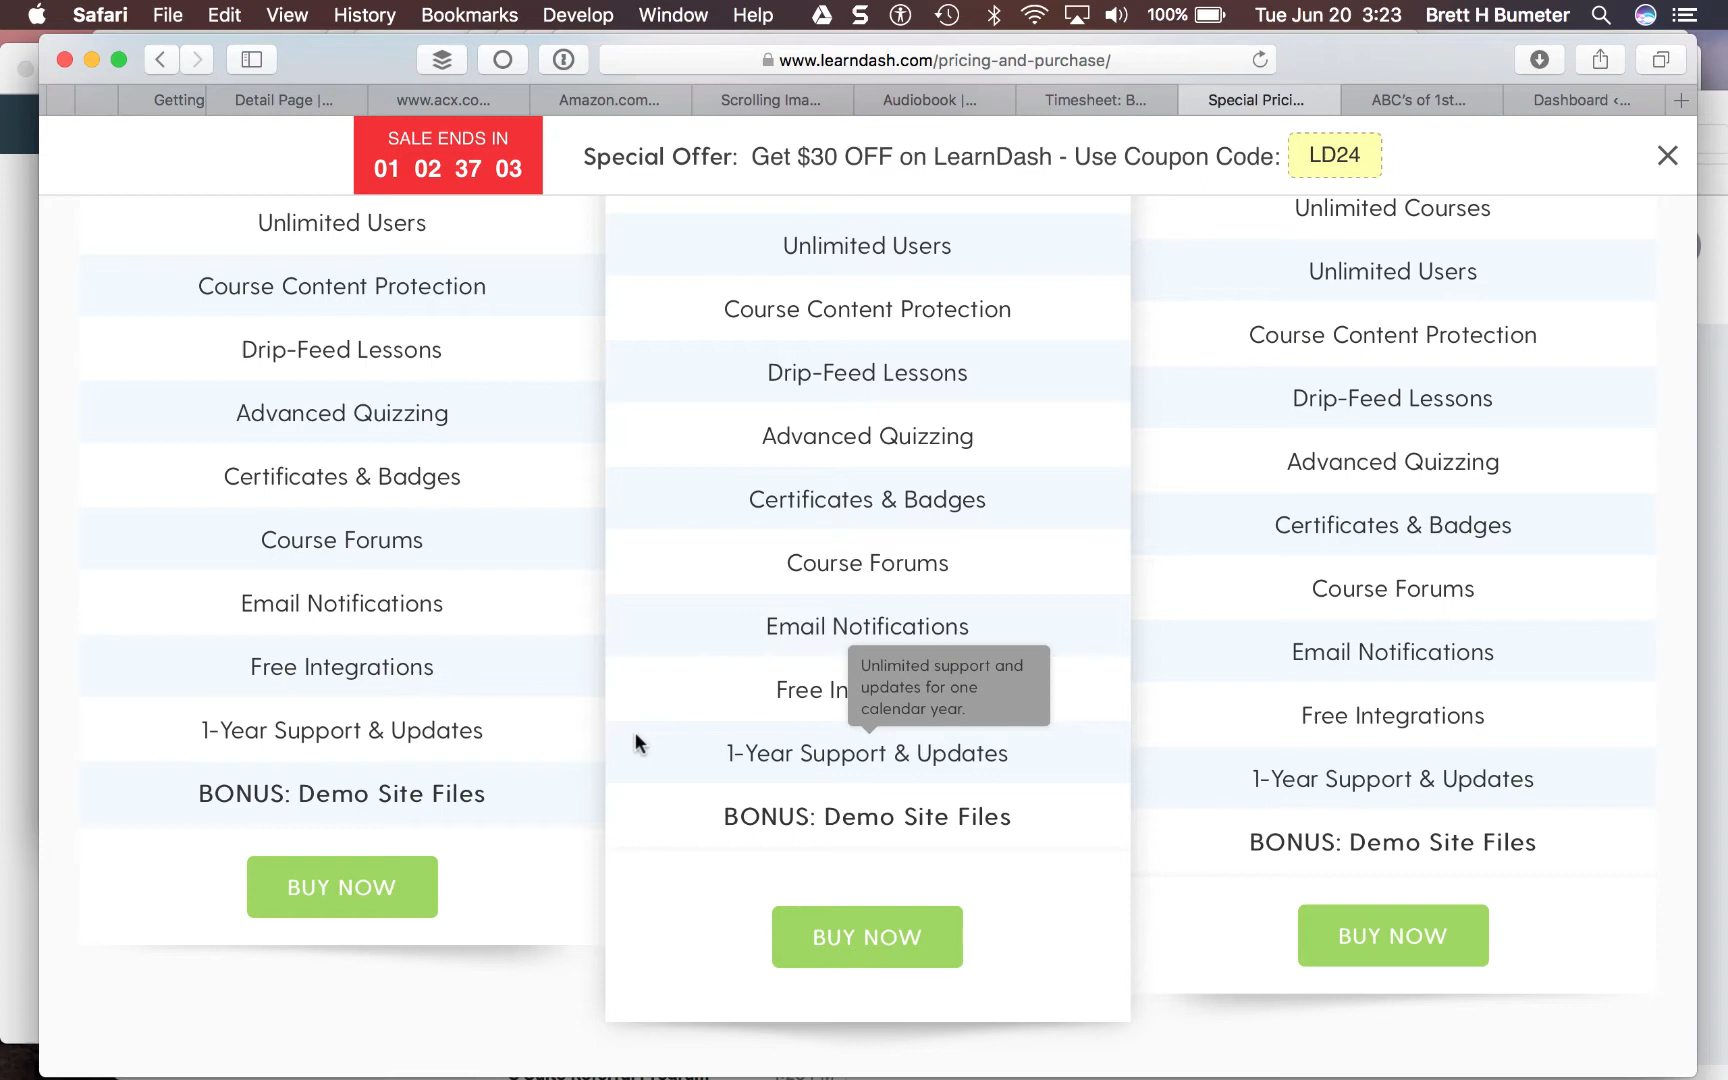 Safari File Edit View History Bookmarks Develop Window Help 100% Tue Jun 20 3:23 Brett H Bumeter
www.learndash.com/pricing-and-purchase/
Getting Detail Page |... www.acx.co... Amazon.com... Scrolling Ima... Audiobook |... Timesheet: B... Special Prici... ABC's of 1st... Dashboard <...
SALE ENDS IN
01 02 37 03
Special Offer: Get $30 OFF on LearnDash - Use Coupon Code: LD24
Unlimited Users
Course Content Protection
Drip-Feed Lessons
Advanced Quizzing
Certificates & Badges
Course Forums
Email Notifications
Free Integrations
1-Year Support & Updates
BONUS: Demo Site Files
BUY NOW
Unlimited Users
Course Content Protection
Drip-Feed Lessons
Advanced Quizzing
Certificates & Badges
Course Forums
Email Notifications
Free In
Unlimited support and
updates for one
calendar year.
1-Year Support & Updates
BONUS: Demo Site Files
BUY NOW
Unlimited Courses
Unlimited Users
Course Content Protection
Drip-Feed Lessons
Advanced Quizzing
Certificates & Badges
Course Forums
Email Notifications
Free Integrations
1-Year Support & Updates
BONUS: Demo Site Files
BUY NOW